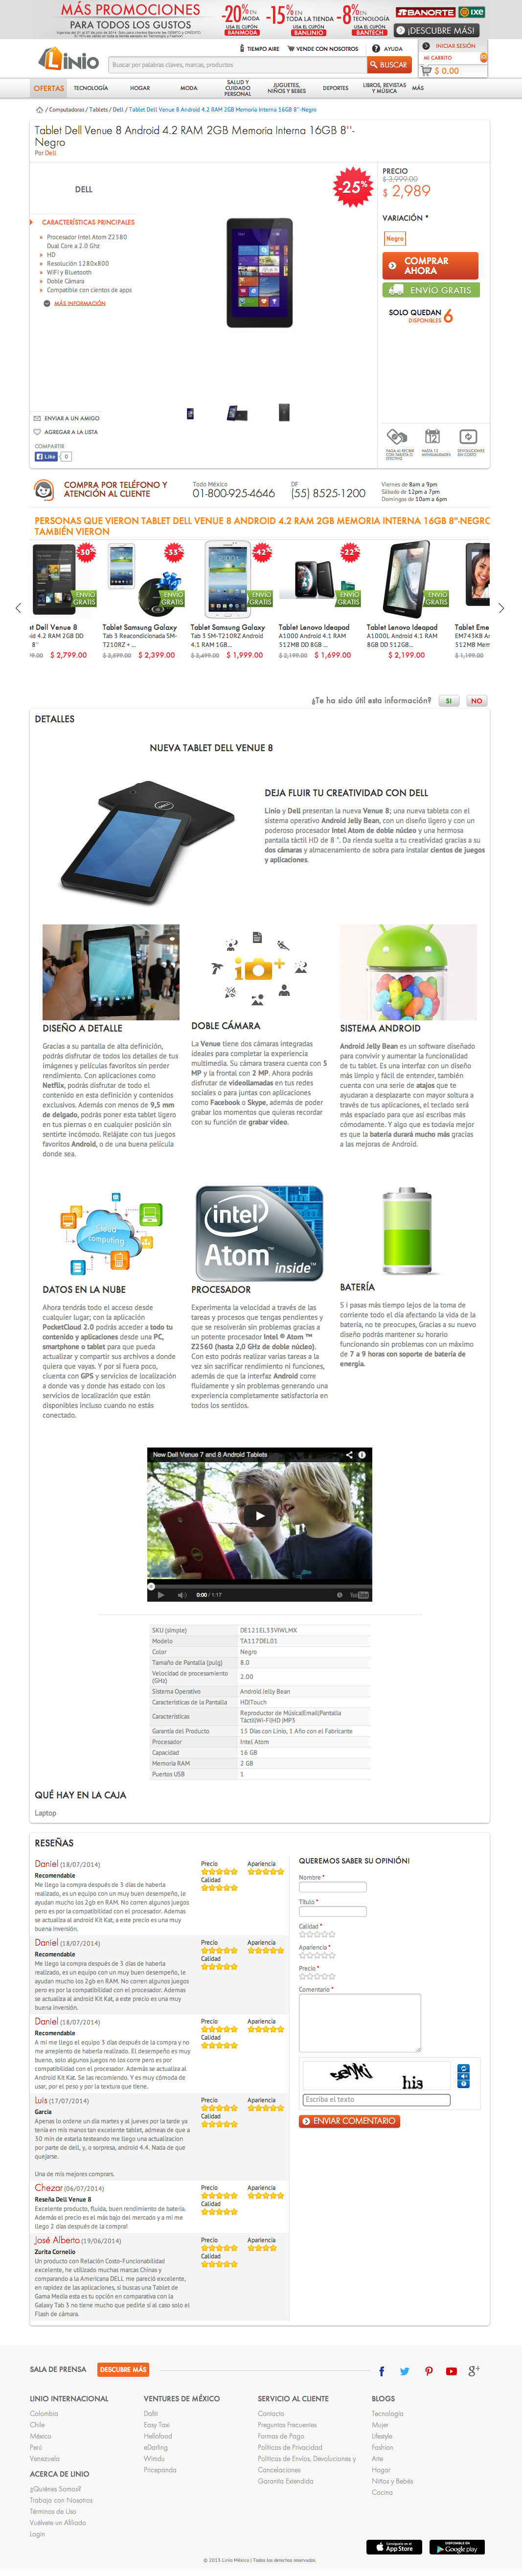 MÁS PROMOCIONES
PARA TODOS LOS GUSTOS
-20% EN MODA
USA EL CUPÓN
BANMODA
-15% EN TODA LA TIENDA
USA EL CUPÓN
BANLINIO
-8% EN TECNOLOGÍA
USA EL CUPÓN
BANTECH
BANORTE
ixe
¡DESCUBRE MÁS!
Linio
TIEMPO AIRE
VENDE CON NOSOTROS
AYUDA
INICIAR SESIÓN
MI CARRITO
$ 0.00
Buscar por palabras claves, marcas, productos
BUSCAR
OFERTAS
TECNOLOGÍA
HOGAR
MODA
SALUD Y CUIDADO PERSONAL
JUGUETES, NIÑOS Y BEBES
DEPORTES
LIBROS, REVISTAS Y MÚSICA
MÁS
/ Computadoras / Tablets / Dell / Tablet Dell Venue 8 Android 4.2 RAM 2GB Memoria Interna 16GB 8''-Negro
Tablet Dell Venue 8 Android 4.2 RAM 2GB Memoria Interna 16GB 8''-
Negro
Por Dell
DELL
-25%
CARACTERÍSTICAS PRINCIPALES
Procesador Intel Atom Z2580
Dual Core a 2.0 Ghz
HD
Resolución 1280x800
WiFi y Bluetooth
Doble Cámara
Compatible con cientos de apps
MÁS INFORMACIÓN
PRECIO
$ 3,999.00
$ 2,989
VARIACIÓN *
Negro
COMPRAR
AHORA
ENVÍO GRATIS
SOLO QUEDAN
DISPONIBLES 6
ENVIAR A UN AMIGO
AGREGAR A LA LISTA
COMPARTIR
Like 0
PAGA AL RECIBIR CON TARJETA O EFECTIVO
HASTA 12 MENSUALIDADES
DEVOLUCIONES SIN COSTO
COMPRA POR TELÉFONO Y
ATENCIÓN AL CLIENTE
Todo México
01-800-925-4646
DF
(55) 8525-1200
Viernes de 8am a 9pm
Sábado de 12pm a 7pm
Domingos de 10am a 6pm
PERSONAS QUE VIERON TABLET DELL VENUE 8 ANDROID 4.2 RAM 2GB MEMORIA INTERNA 16GB 8''-NEGRO
TAMBIÉN VIERON
-30%
ENVIO GRATIS
et Dell Venue 8
id 4.2 RAM 2GB DD
8''
$ 2,799.00
-33%
ENVIO GRATIS
Tablet Samsung Galaxy
Tab 3 Reacondicionada SM-
T210RZ + ...
$ 3,599.00 $ 2,399.00
-42%
ENVIO GRATIS
Tablet Samsung Galaxy
Tab 3 SM-T210RZ Android
4.1 RAM 1GB...
$ 3,499.00 $ 1,999.00
-22%
ENVIO GRATIS
Tablet Lenovo Ideapad
A1000 Android 4.1 RAM
512MB DD 8GB ...
$ 2,199.00 $ 1,699.00
ENVIO GRATIS
Tablet Lenovo Ideapad
A1000L Android 4.1 RAM
8GB DD 512GB...
$ 2,199.00
Tablet Eme
EM743KB An
512MB Mem
$ 1,199.00
¿Te ha sido útil esta información? SI NO
DETALLES
NUEVA TABLET DELL VENUE 8
DEJA FLUIR TU CREATIVIDAD CON DELL
Linio y Dell presentan la nueva Venue 8; una nueva tableta con el
sistema operativo Android Jelly Bean, con un diseño ligero y con un
poderoso procesador Intel Atom de doble núcleo y una hermosa
pantalla táctil HD de 8 ". Da rienda suelta a tu creatividad gracias a su
dos cámaras y almacenamiento de sobra para instalar cientos de juegos
y aplicaciones.
DISEÑO A DETALLE
Gracias a su pantalla de alta definición,
podrás disfrutar de todos los detalles de tus
imágenes y películas favoritos sin perder
rendimiento. Con aplicaciones como
Netflix, podrás disfrutar de todo el
contenido en esta definición y contenidos
exclusivos. Además con menos de 9,5 mm
de delgado, podrás poner esta tablet ligero
en tus piernas o en cualquier posición sin
sentirte incómodo. Relájate con tus juegos
favoritos Android, o de una buena película
donde sea.
DOBLE CÁMARA
La Venue tiene dos cámaras integradas
ideales para completar la experiencia
multimedia. Su cámara trasera cuenta con 5
MP y la frontal con 2 MP. Ahora podrás
disfrutar de videollamadas en tus redes
sociales o para juntas con aplicaciones
como Facebook o Skype, además de poder
grabar los momentos que quieras recordar
con su función de grabar video.
SISTEMA ANDROID
Android Jelly Bean es un software diseñado
para convivir y aumentar la funcionalidad
de tu tablet. Es una interfaz con un diseño
más limpio y fácil de entender, también
cuenta con una serie de atajos que te
ayudaran a desplazarte con mayor soltura a
través de tus aplicaciones, el teclado será
más espaciado para que así escribas más
cómodamente. Y algo que es todavía mejor
es que la batería durará mucho más gracias
a las mejoras de Android.
Cloud computing
DATOS EN LA NUBE
Ahora tendrás todo el acceso desde
cualquier lugar; con la aplicación
PocketCloud 2.0 podrás acceder a todo tu
contenido y aplicaciones desde una PC,
smartphone o tablet para que puedas
actualizar y compartir sus archivos a donde
quiera que vayas. Y por si fuera poco,
ciuenta con GPS y servicios de localización
a donde vas y donde has estado con los
servicios de localización que están
disponibles incluso cuando no estás
conectado.
intel
Atom
inside
PROCESADOR
Experimenta la velocidad a través de las
tareas y procesos que tengas pendientes y
que se resolverán sin problemas gracias a
un potente procesador Intel ® Atom ™
Z2560 (hasta 2,0 GHz de doble núcleo).
Con esto podrás realizar varias tareas a la
vez sin sacrificar rendimiento ni funciones,
además de que la interfaz Android corre
fluidamente y sin problemas generando una
experiencia completamente satisfactoria en
todos los sentidos.
BATERÍA
S i pasas más tiempo lejos de la toma de
corriente de tu casa afectando la vida de la
batería, no te preocupes, Gracias a su nuevo
diseño podrás mantener su horario
funcionando sin problemas con un máximo
de 7 a 9 horas con soporte de batería de
energía.
New Dell Venue 7 and 8 Android Tablets
0:00 / 1:17
YouTube
SKU (simple) DE121EL33VIWLMX
Modelo TA117DEL01
Color Negro
Tamaño de Pantalla (pulg) 8.0
Velocidad de procesamiento (GHz) 2.00
Sistema Operativo Android Jelly Bean
Características de la Pantalla HD|Touch
Características Reproductor de Música|Email|Pantalla Táctil|Wi-Fi|HD |MP3
Garantía del Producto 15 Días con Linio, 1 Año con el Fabricante
Procesador Intel Atom
Capacidad 16 GB
Memoria RAM 2 GB
Puertos USB 1
QUÉ HAY EN LA CAJA
Laptop
RESEÑAS
Daniel (18/07/2014)
Precio Apariencia
Calidad
Recomendable
Me llego la compra después de 3 días de haberla
realizado, es un equipo con un muy buen desempeño, le
ayudan mucho los 2gb en RAM. No corren algunos juegos
pero es por la compatibilidad con el procesador. Ademas
se actualiza al android Kit Kat, a este precio es una muy
buena inversión.
Daniel (18/07/2014)
Precio Apariencia
Calidad
Recomendable
Me llego la compra después de 3 días de haberla
realizado, es un equipo con un muy buen desempeño, le
ayudan mucho los 2gb en RAM. No corren algunos juegos
pero es por la compatibilidad con el procesador. Ademas
se actualiza al android Kit Kat, a este precio es una muy
buena inversión.
Daniel (18/07/2014)
Precio Apariencia
Calidad
Recomendable
A mi me llego el equipo 3 días después de la compra y no
me arrepiento de haberla realizado. El desempeño es muy
bueno, solo algunos juegos no los corre pero es por
compatibilidad con el procesador. Además se actualiza al
Android Kit Kat. Se las recomiendo. Y es muy cómoda de
usar, por el peso y por la textura que tiene.
Luis (17/07/2014)
Precio Apariencia
Calidad
Garcia
Apenas lo ordene un dia martes y al jueves por la tarde ya
tenia en mis manos tan excelente tablet, ademas de que a
30 min de estarla testeando me llego una actualizacion
por parte de dell, y, o sorpresa, android 4.4. Nada de que
quejarse.
Una de mis mejores comprars.
Chezar (06/07/2014)
Precio Apariencia
Calidad
Reseña Dell Venue 8
Excelente producto, fluida, buen rendimiento de batería.
Además el precio es el más bajo del mercado y a mi me
llego 2 días después de la compra!
José Alberto (19/06/2014)
Precio Apariencia
Calidad
Zurita Cornelio
Un producto con Relación Costo-Funcionabilidad
excelente, he utilizado muchas marcas Chinas y
comparando a la Americana DELL me pareció excelente,
en rapidez de las aplicaciones, si buscas una Tablet de
Gama Media esta es tu opción en comparativa con la
Galaxy Tab 3 no tiene mucho que pedirle si al caso solo el
Flash de cámara.
QUEREMOS SABER SU OPINIÓN!
Nombre *
Título *
Calidad *
Apariencia *
Precio *
Comentario *
his
Escriba el texto
ENVIAR COMENTARIO
SALA DE PRENSA
DESCUBRE MÁS
LINIO INTERNACIONAL
Colombia
Chile
México
Perú
Venezuela
ACERCA DE LINIO
¿Quiénes Somos?
Trabaja con Nosotros
Términos de Uso
Vuélvete un Afiliado
Login
VENTURES DE MÉXICO
Dafiti
Easy Taxi
Hellofood
eDarling
Wimdu
Pricepanda
SERVICIO AL CLIENTE
Contacto
Preguntas Frecuentes
Formas de Pago
Políticas de Privacidad
Políticas de Envíos, Devoluciones y
Cancelaciones
Garantía Extendida
BLOGS
Tecnología
Mujer
Lifestyle
Fashion
Arte
Hogar
Niños y Bebés
Cocina
App Store
DISPONIBLE EN
Google play
© 2013 Linio México | Todos los derechos reservados.